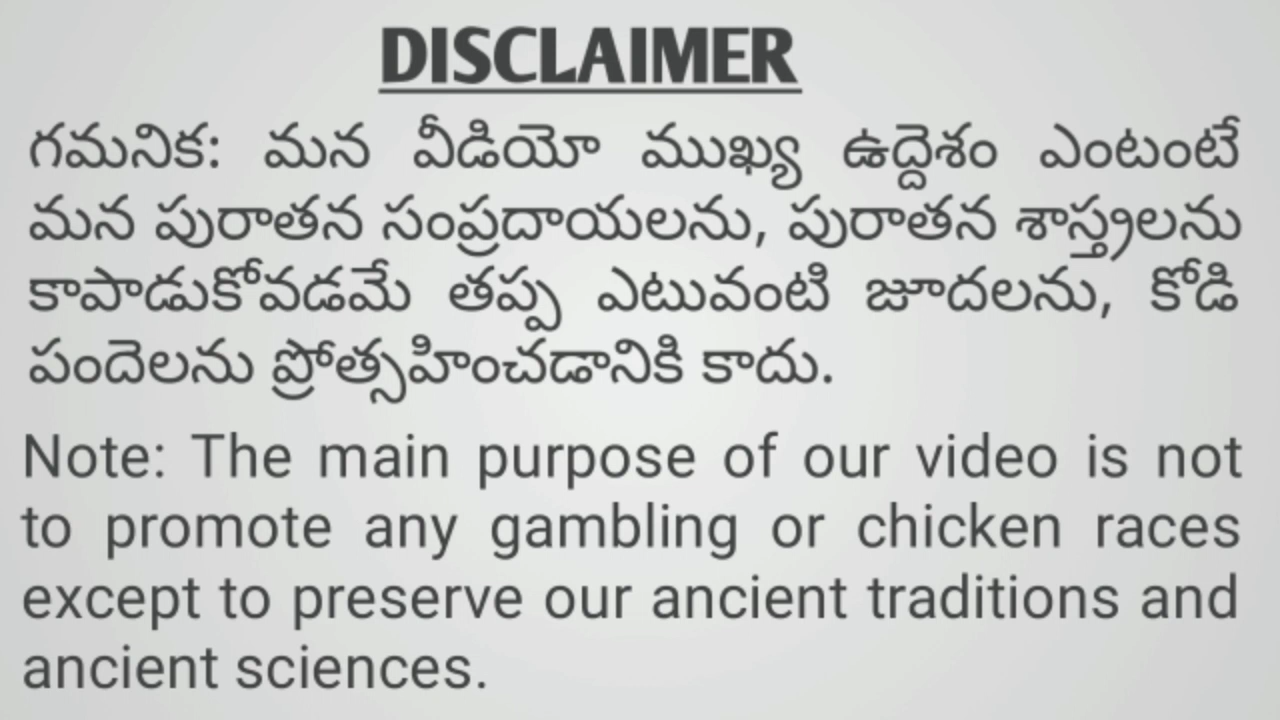 DISCLAIMER
గమనిక: మన వీడియో ముఖ్య ఉద్దెశం ఎంటంటే
మన పురాతన సంప్రదాయలను, పురాతన శాస్త్రలను
కాపాడుకోవడమే తప్ప ఎటువంటి జూదలను, కోడి
పందెలను ప్రోత్సహించడానికి కాదు.
Note: The main purpose of our video is not
to promote any gambling or chicken races
except to preserve our ancient traditions and
ancient sciences.